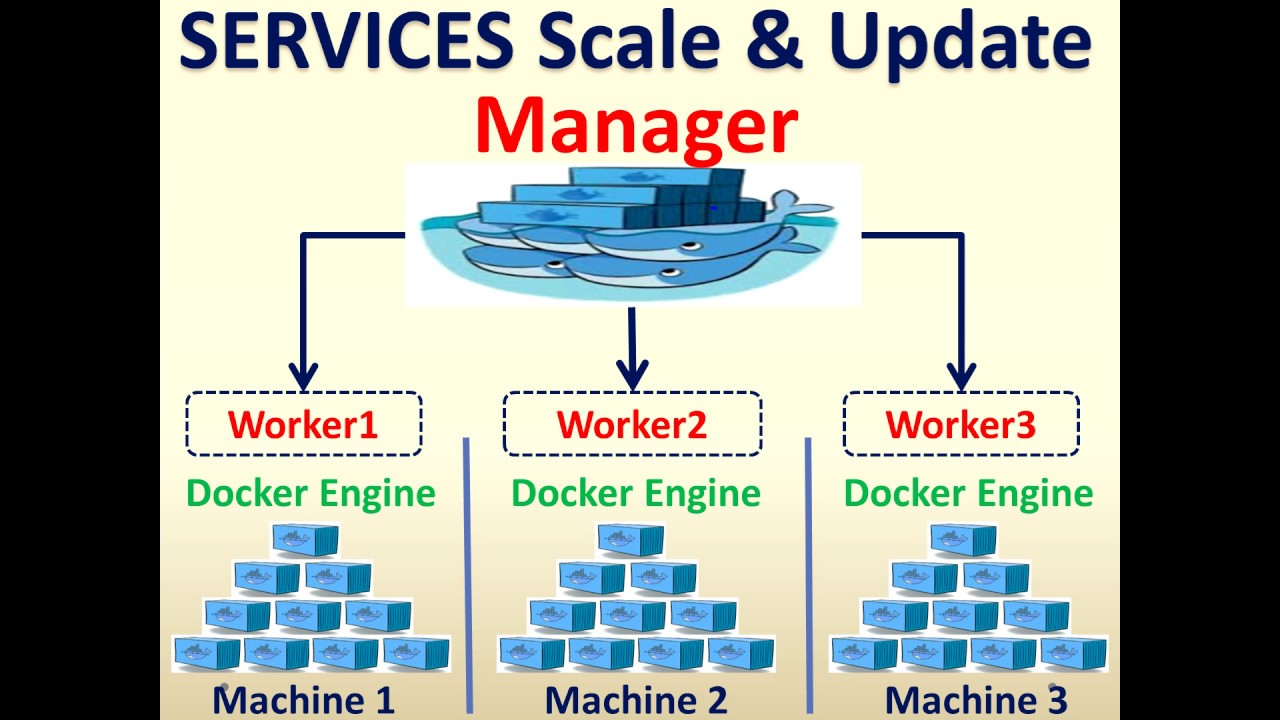 SERVICES Scale & Update
Manager
Worker1 Worker2 Worker3
Docker Engine Docker Engine Docker Engine
Machine 1 Machine 2 Machine 3